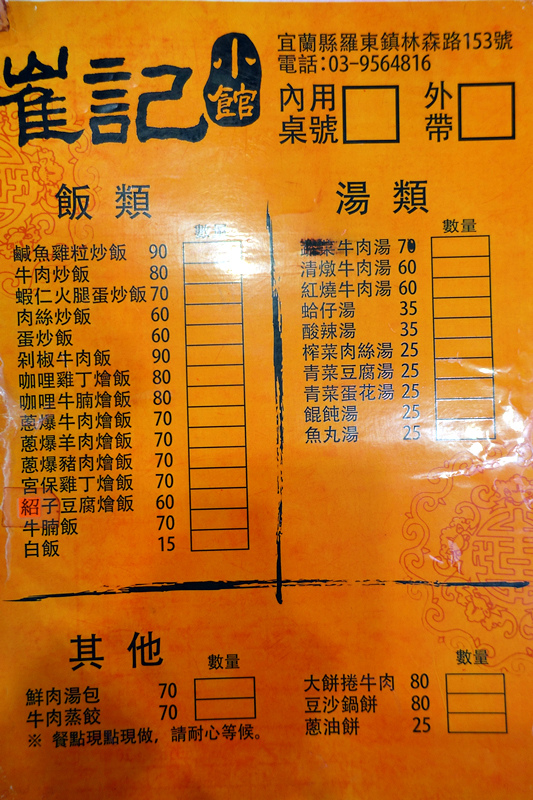 崔記
小館
宜蘭縣羅東鎮林森路153號
電話:03-9564816
內用桌號
外帶
飯 類
數量
鹹魚雞粒炒飯 90
牛肉炒飯 80
蝦仁火腿蛋炒飯 70
肉絲炒飯 60
蛋炒飯 60
剁椒牛肉飯 90
咖哩雞丁燴飯 80
咖哩牛腩燴飯 80
蔥爆牛肉燴飯 70
蔥爆羊肉燴飯 70
蔥爆豬肉燴飯 70
宮保雞丁燴飯 70
紹子豆腐燴飯 60
牛腩飯 70
白飯 15
湯 類
數量
菜牛肉湯 70
清燉牛肉湯 60
紅燒牛肉湯 60
蛤仔湯 35
酸辣湯 35
榨菜肉絲湯 25
青菜豆腐湯 25
青菜蛋花湯 25
餛飩湯 25
魚丸湯 25
其 他
數量
鮮肉湯包 70
牛肉蒸餃 70
※ 餐點現點現做,請耐心等候。
數量
大餅捲牛肉 80
豆沙鍋餅 80
蔥油餅 25